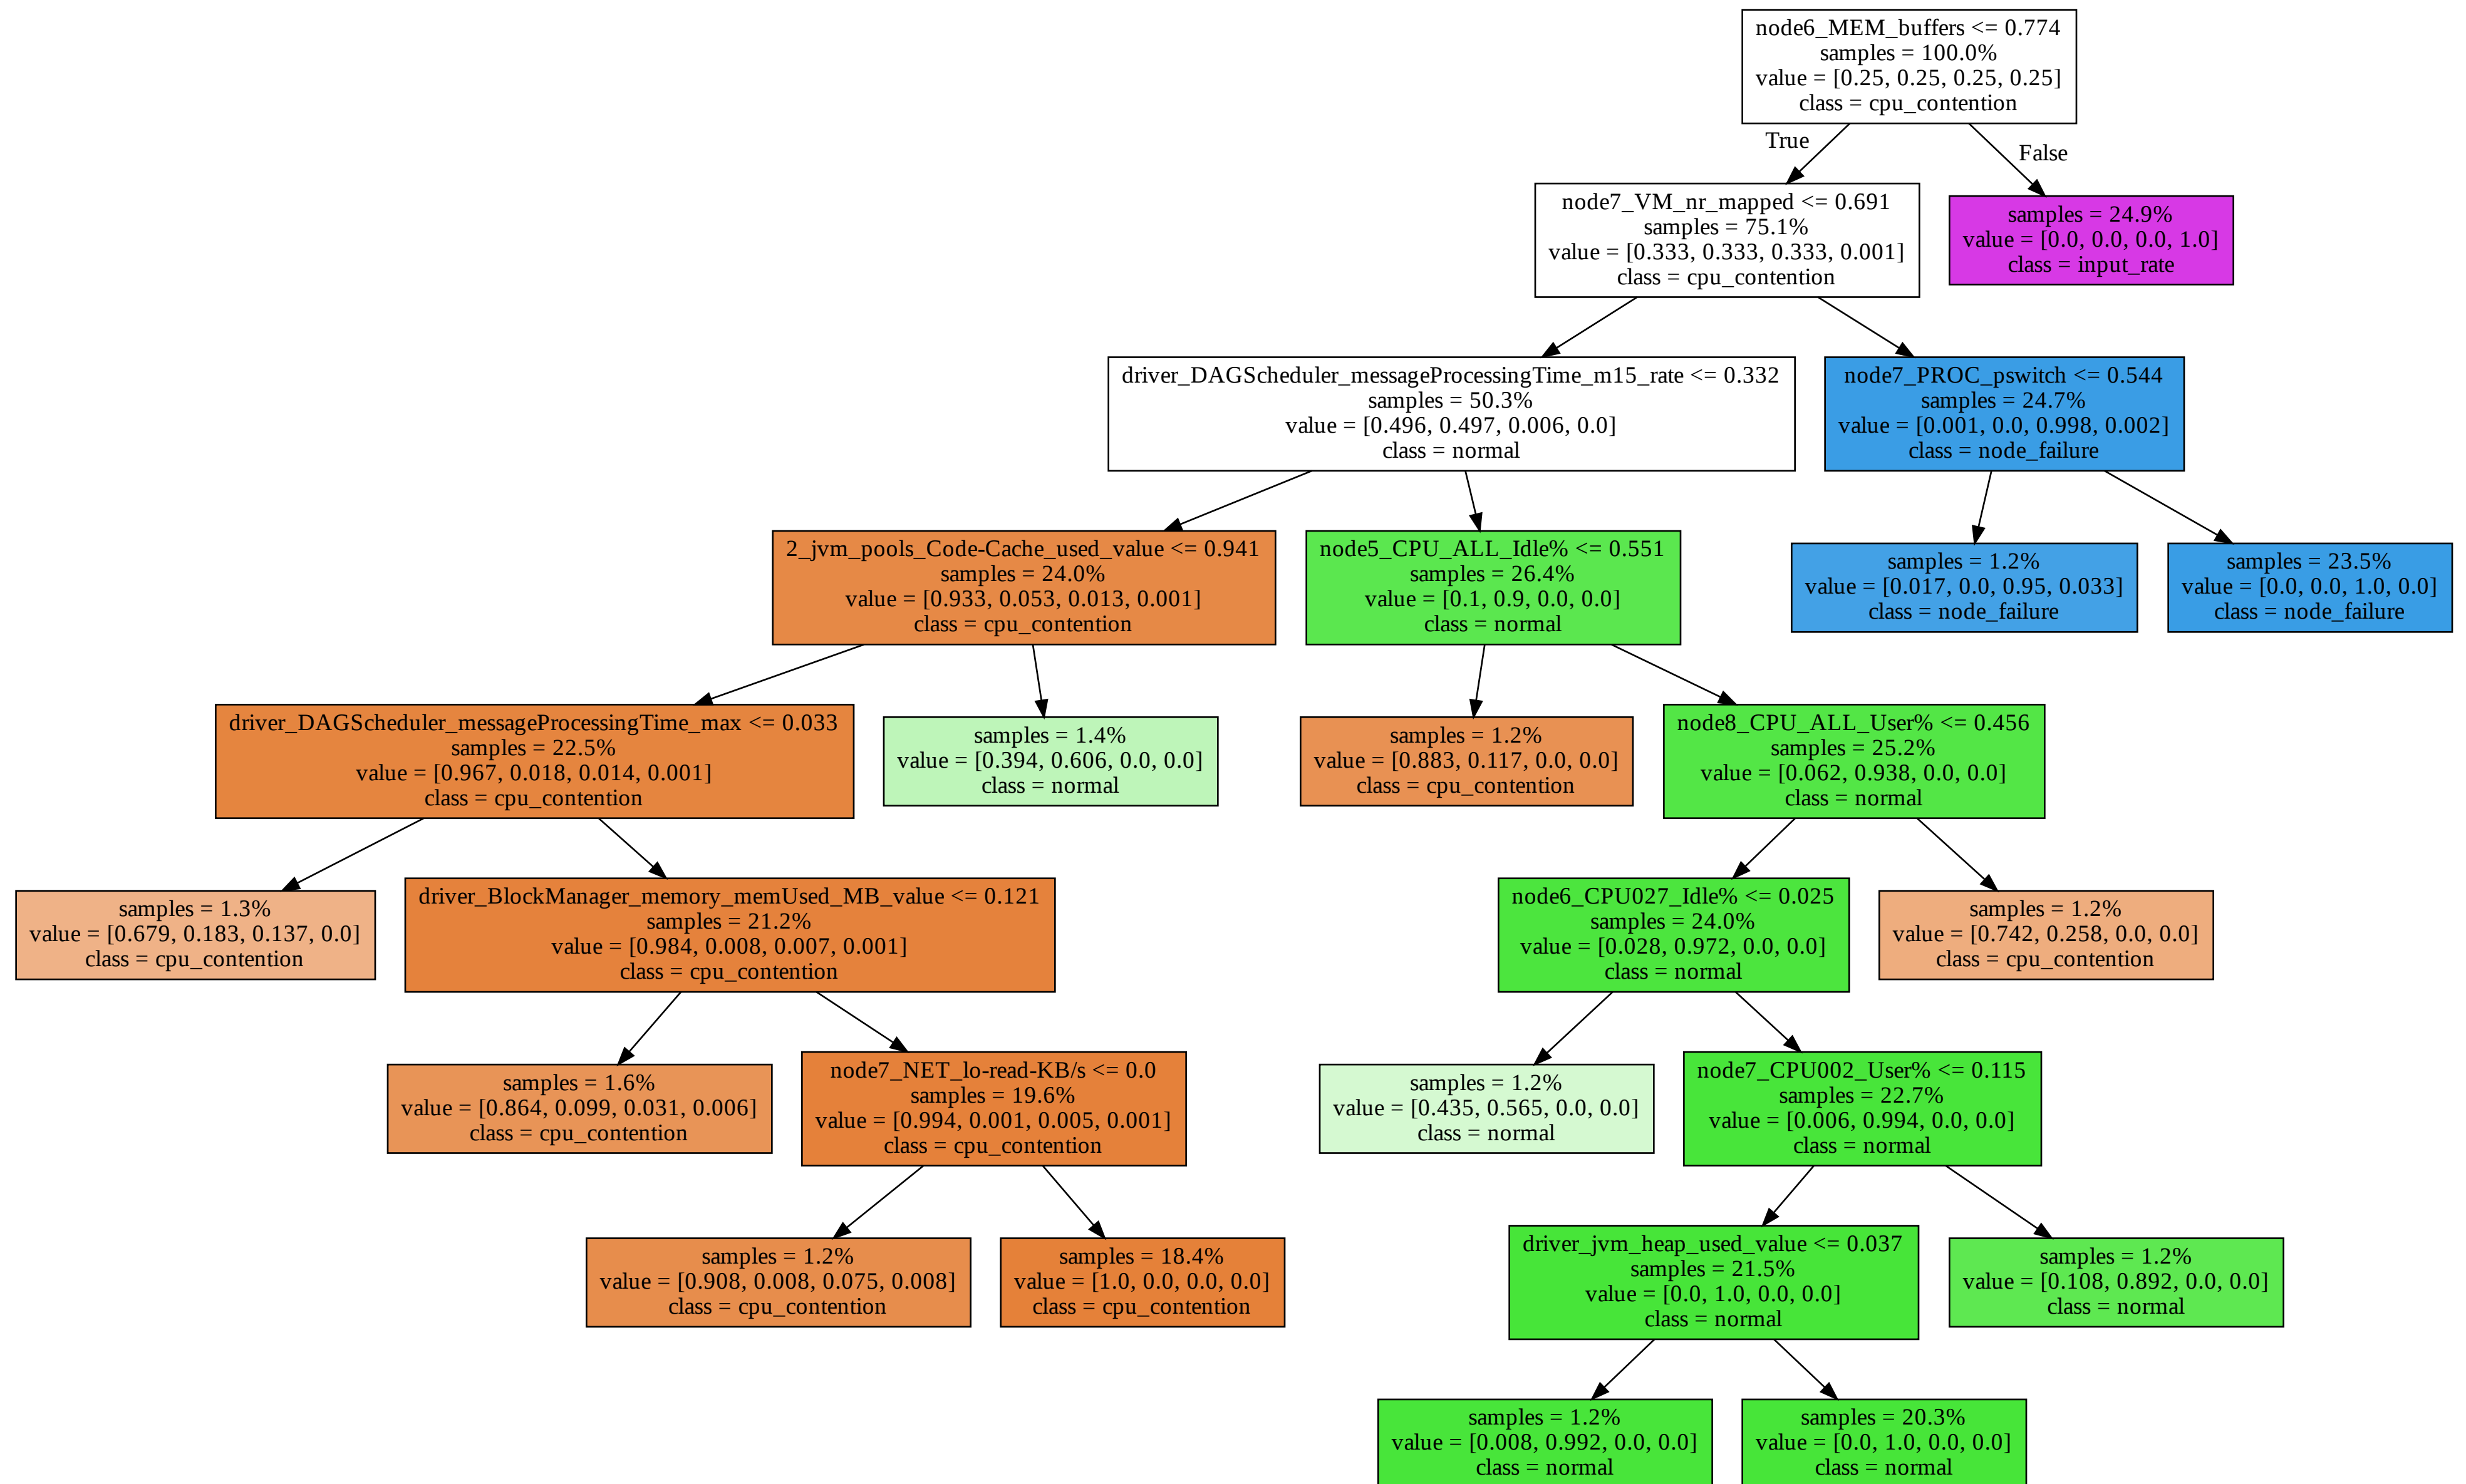 node6_MEM_buffers <= 0.774
samples = 100.0%
value = [0.25, 0.25, 0.25, 0.25]
class = cpu_contention
True
False
node7_VM_nr_mapped <= 0.691
samples = 75.1%
value = [0.333, 0.333, 0.333, 0.001]
class = cpu_contention
samples = 24.9%
value = [0.0, 0.0, 0.0, 1.0]
class = input_rate
driver_DAGScheduler_messageProcessingTime_m15_rate <= 0.332
samples = 50.3%
value = [0.496, 0.497, 0.006, 0.0]
class = normal
node7_PROC_pswitch <= 0.544
samples = 24.7%
value = [0.001, 0.0, 0.998, 0.002]
class = node_failure
2_jvm_pools_Code-Cache_used_value <= 0.941
samples = 24.0%
value = [0.933, 0.053, 0.013, 0.001]
class = cpu_contention
node5_CPU_ALL_Idle% <= 0.551
samples = 26.4%
value = [0.1, 0.9, 0.0, 0.0]
class = normal
samples = 1.2%
value = [0.017, 0.0, 0.95, 0.033]
class = node_failure
samples = 23.5%
value = [0.0, 0.0, 1.0, 0.0]
class = node_failure
driver_DAGScheduler_messageProcessingTime_max <= 0.033
samples = 22.5%
value = [0.967, 0.018, 0.014, 0.001]
class = cpu_contention
samples = 1.4%
value = [0.394, 0.606, 0.0, 0.0]
class = normal
samples = 1.2%
value = [0.883, 0.117, 0.0, 0.0]
class = cpu_contention
node8_CPU_ALL_User% <= 0.456
samples = 25.2%
value = [0.062, 0.938, 0.0, 0.0]
class = normal
samples = 1.3%
value = [0.679, 0.183, 0.137, 0.0]
class = cpu_contention
driver_BlockManager_memory_memUsed_MB_value <= 0.121
samples = 21.2%
value = [0.984, 0.008, 0.007, 0.001]
class = cpu_contention
node6_CPU027_Idle% <= 0.025
samples = 24.0%
value = [0.028, 0.972, 0.0, 0.0]
class = normal
samples = 1.2%
value = [0.742, 0.258, 0.0, 0.0]
class = cpu_contention
samples = 1.6%
value = [0.864, 0.099, 0.031, 0.006]
class = cpu_contention
node7_NET_lo-read-KB/s <= 0.0
samples = 19.6%
value = [0.994, 0.001, 0.005, 0.001]
class = cpu_contention
samples = 1.2%
value = [0.435, 0.565, 0.0, 0.0]
class = normal
node7_CPU002_User% <= 0.115
samples = 22.7%
value = [0.006, 0.994, 0.0, 0.0]
class = normal
samples = 1.2%
value = [0.908, 0.008, 0.075, 0.008]
class = cpu_contention
samples = 18.4%
value = [1.0, 0.0, 0.0, 0.0]
class = cpu_contention
driver_jvm_heap_used_value <= 0.037
samples = 21.5%
value = [0.0, 1.0, 0.0, 0.0]
class = normal
samples = 1.2%
value = [0.108, 0.892, 0.0, 0.0]
class = normal
samples = 1.2%
value = [0.008, 0.992, 0.0, 0.0]
class = normal
samples = 20.3%
value = [0.0, 1.0, 0.0, 0.0]
class = normal